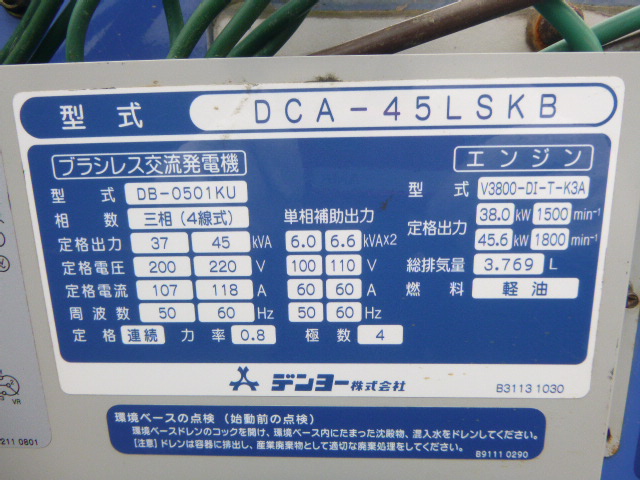 型式 DCA-45LSKB
ブラシレス交流発電機
型式 DB-0501KU
相数 三相(4線式)
定格出力 37 45 kVA
定格電圧 200 220 V
定格電流 107 118 A
周波数 50 60 Hz
定格 連続 力率 0.8 極数 4
単相補助出力
6.0 6.6 kVA×2
100 110 V
60 60 A
50 60 Hz
エンジン
型式 V3800-DI-T-K3A
定格出力 38.0 kW 1500 min⁻¹
45.6 kW 1800 min⁻¹
総排気量 3.769 L
燃料 軽油
デンヨー株式会社
B3113 1030
環境ベースの点検(始動前の点検)
環境ベースドレンのコックを開け、環境ベース内にたまった沈殿物、混入水をドレンしてください。
[注意]ドレンは容器に排出し、産業廃棄物として適切な廃棄処理をしてください。
B9111 0290
VR
211 0801